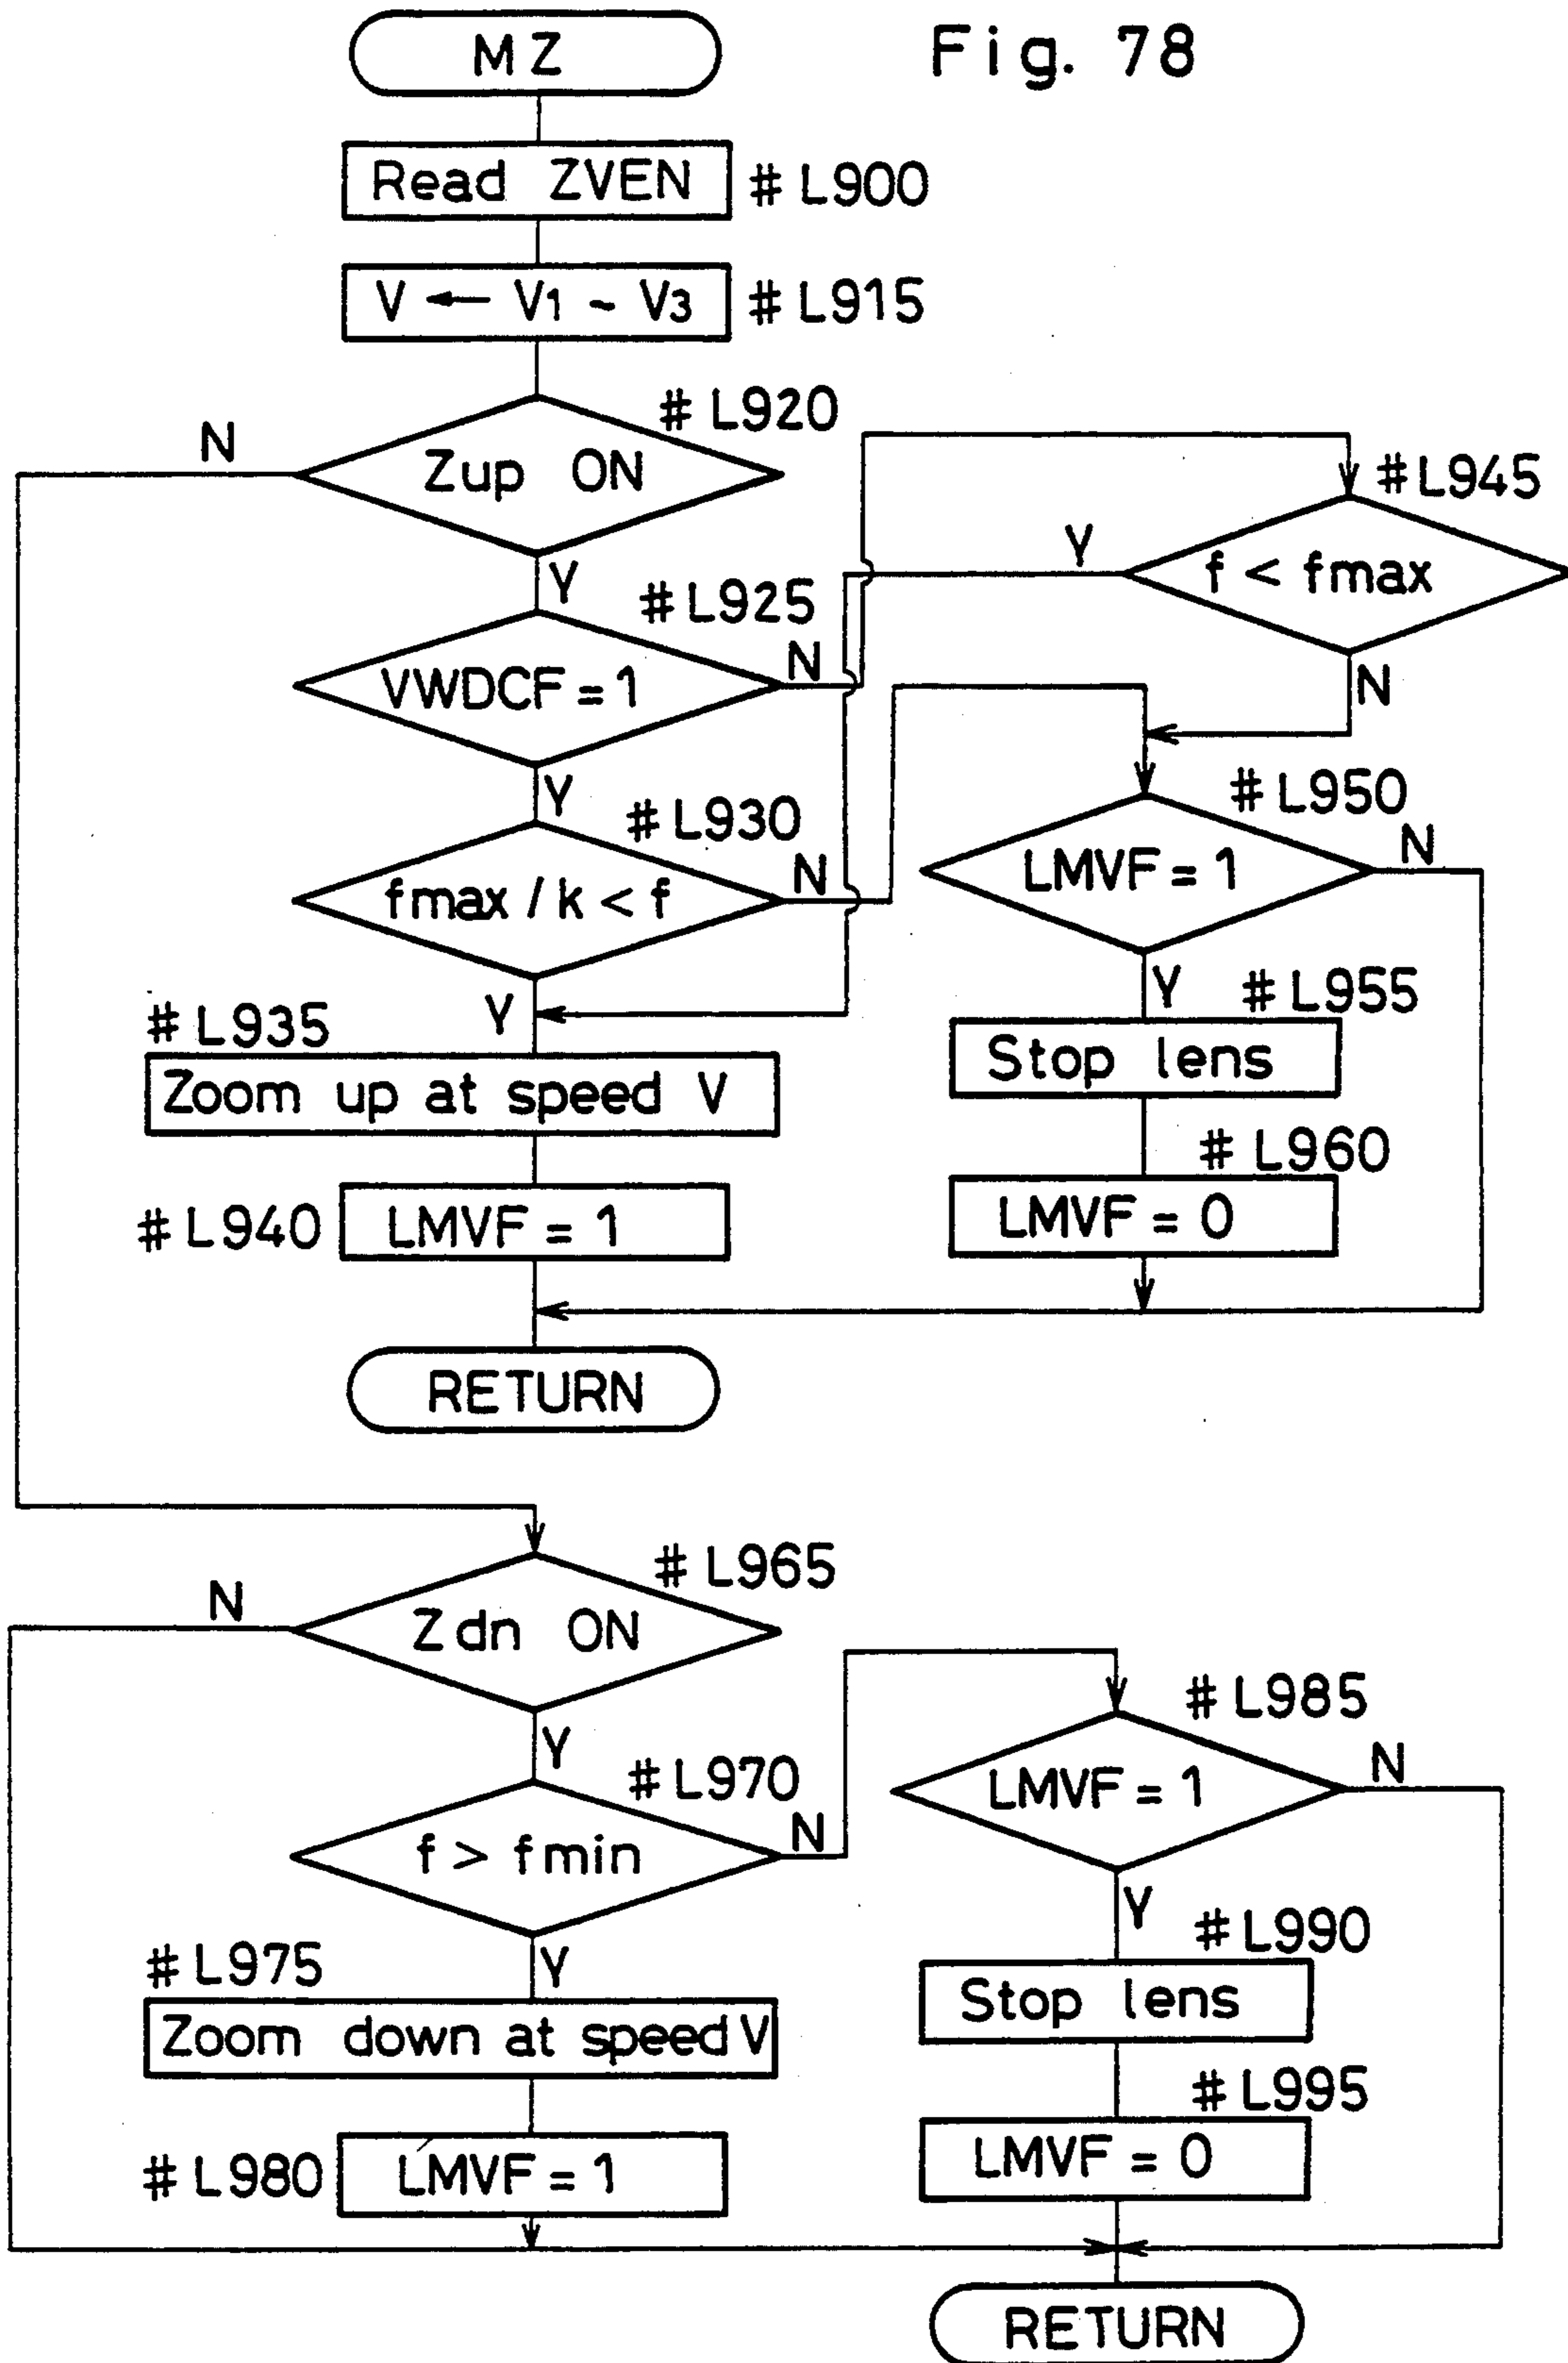 Fig. 78
MZ
Read ZVEN
# L900
V ← V1 ~ V3
# L915
# L920
N
Zup ON
Y
# L945
Y
f < fmax
N
# L925
VWDCF = 1
N
Y
# L930
fmax / k < f
N
Y
# L950
LMVF = 1
N
Y
# L935
Zoom up at speed V
# L955
Stop lens
# L940
LMVF = 1
# L960
LMVF = 0
RETURN
# L965
N
Zdn ON
Y
# L970
f > fmin
N
Y
# L985
LMVF = 1
N
Y
# L975
Zoom down at speed V
# L990
Stop lens
# L980
LMVF = 1
# L995
LMVF = 0
RETURN